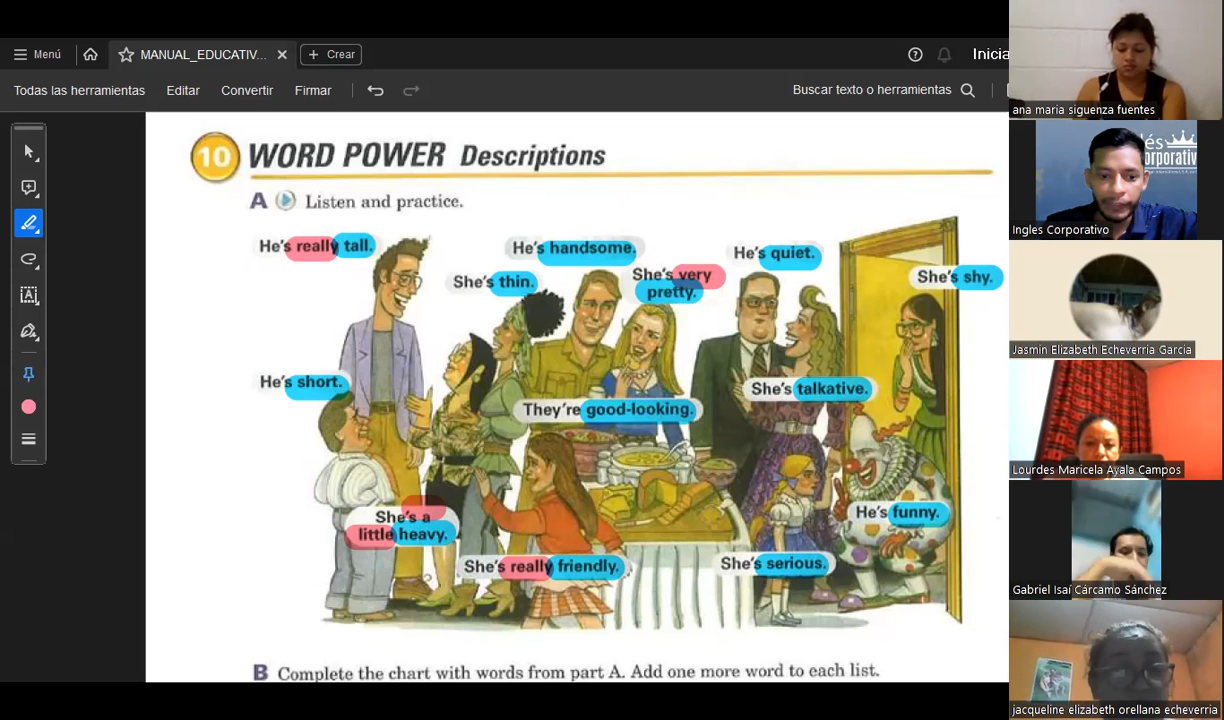 Menú
MANUAL_EDUCATIV...
Crear
Inicia
Todas las herramientas
Editar
Convertir
Firmar
Buscar texto o herramientas
10 WORD POWER Descriptions
A Listen and practice.
He's really tall.
He's handsome.
He's quiet.
She's thin.
She's very
pretty.
She's shy.
He's short.
They're good-looking.
She's talkative.
She's a
little heavy.
He's funny.
She's really friendly.
She's serious.
B Complete the chart with words from part A. Add one more word to each list.
ana maria siguenza fuentes
Ingles Corporativo
Jasmin Elizabeth Echeverria Garcia
Lourdes Maricela Ayala Campos
Gabriel Isaí Cárcamo Sánchez
jacqueline elizabeth orellana echeverria